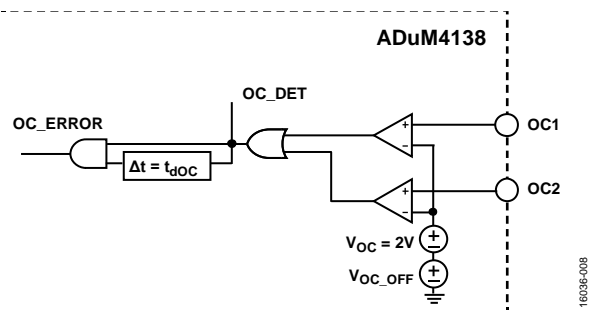 ADuM4138
OC_DET
OC_ERROR
Δt = tdOC
+
−
OC1
+
−
OC2
VOC = 2V
+
−
VOC_OFF
+
−
16036-008